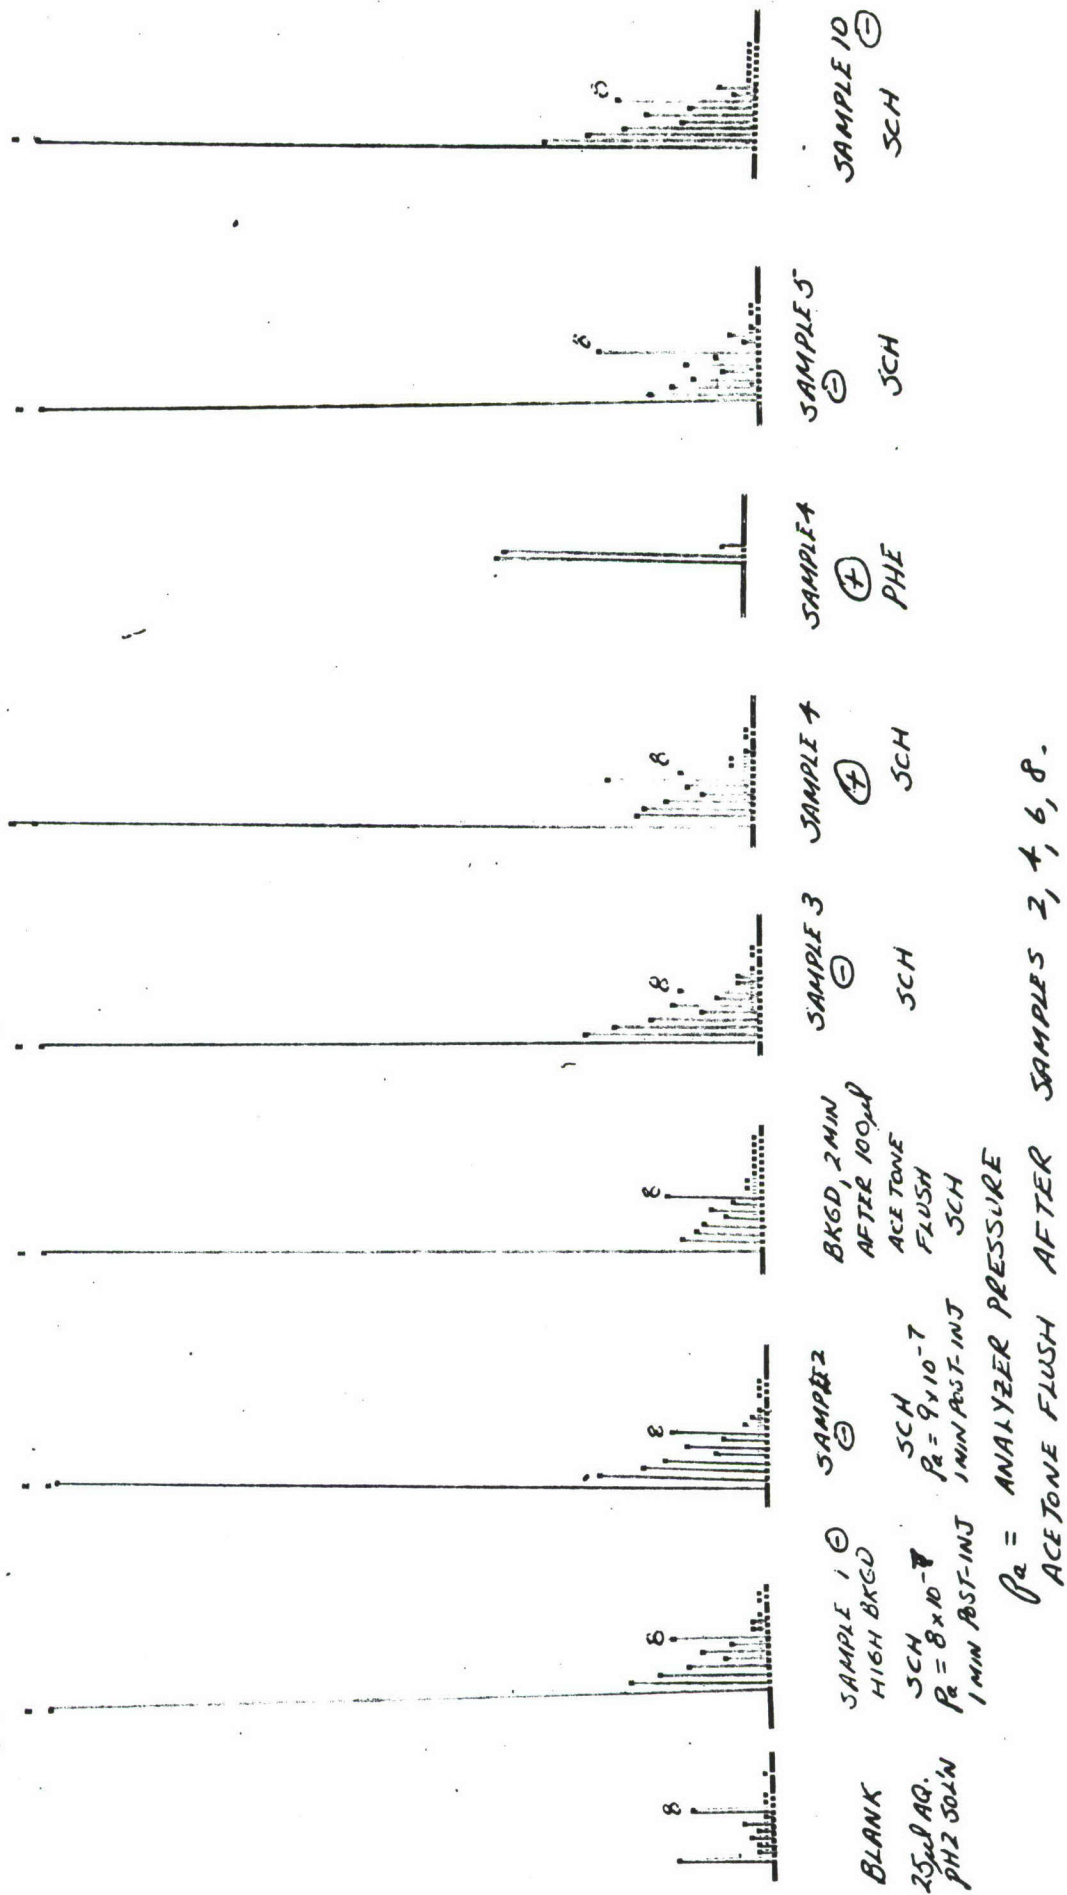 8
BLANK
25µl AQ.
PH2 SOL'N
8
SAMPLE 1 ⊖
HIGH BKGD
SCH
Pa = 8x10-7
1 MIN POST-INJ
8
SAMPLE 2
⊖
SCH
Pa = 9x10-7
1 MIN POST-INJ
8
BKGD, 2 MIN
AFTER 100µl
ACETONE
FLUSH
SCH
8
SAMPLE 3
⊖
SCH
8
SAMPLE 4
⊕
SCH
SAMPLE 4
⊕
PHE
8
SAMPLE 5
⊖
SCH
8
SAMPLE 10
⊖
SCH
Pa = ANALYZER PRESSURE
ACETONE FLUSH AFTER SAMPLES 2, 4, 6, 8.